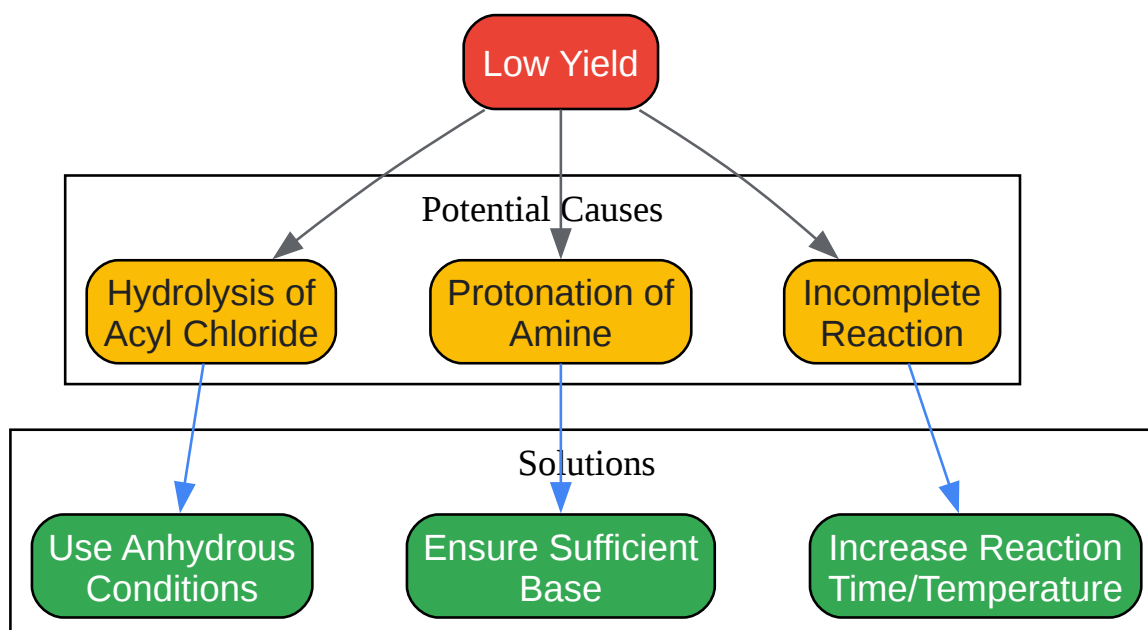 Low Yield
Potential Causes
Hydrolysis of
Acyl Chloride
Protonation of
Amine
Incomplete
Reaction
Solutions
Use Anhydrous
Conditions
Ensure Sufficient
Base
Increase Reaction
Time/Temperature